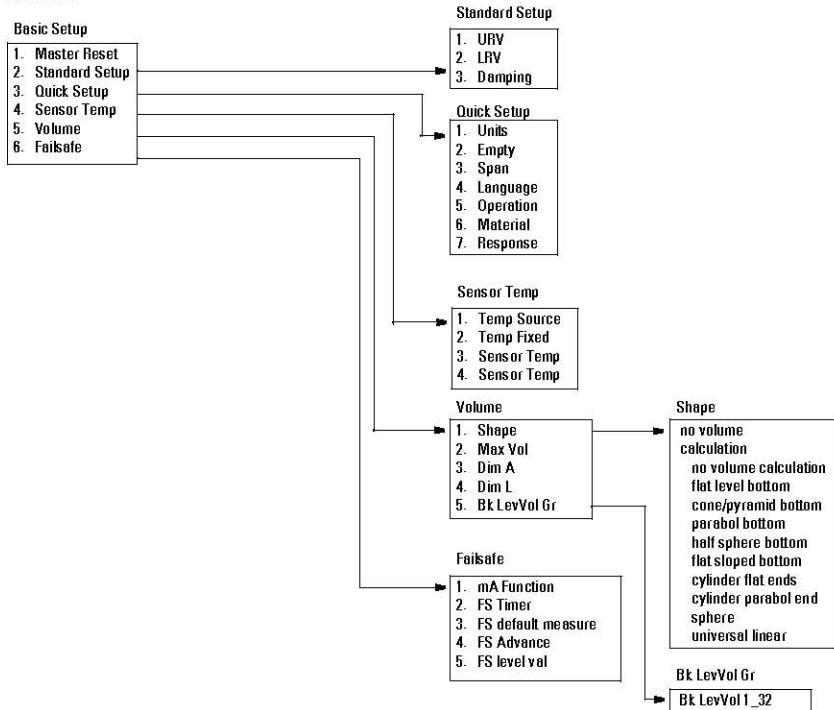 Basic Setup
1. Master Reset
2. Standard Setup
3. Quick Setup
4. Sensor Temp
5. Volume
6. Failsafe
Standard Setup
1. URV
2. LRV
3. Damping
Quick Setup
1. Units
2. Empty
3. Span
4. Language
5. Operation
6. Material
7. Response
Sensor Temp
1. Temp Source
2. Temp Fixed
3. Sensor Temp
4. Sensor Temp
Volume
1. Shape
2. Max Vol
3. Dim A
4. Dim L
5. Bk LevVol Gr
Shape
no volume
calculation
no volume calculation
flat level bottom
cone/pyramid bottom
parabol bottom
half sphere bottom
flat sloped bottom
cylinder flat ends
cylinder parabol end
sphere
universal linear
Failsafe
1. mA Function
2. FS Timer
3. FS default measure
4. FS Advance
5. FS level val
Bk LevVol Gr
Bk LevVol 1_32